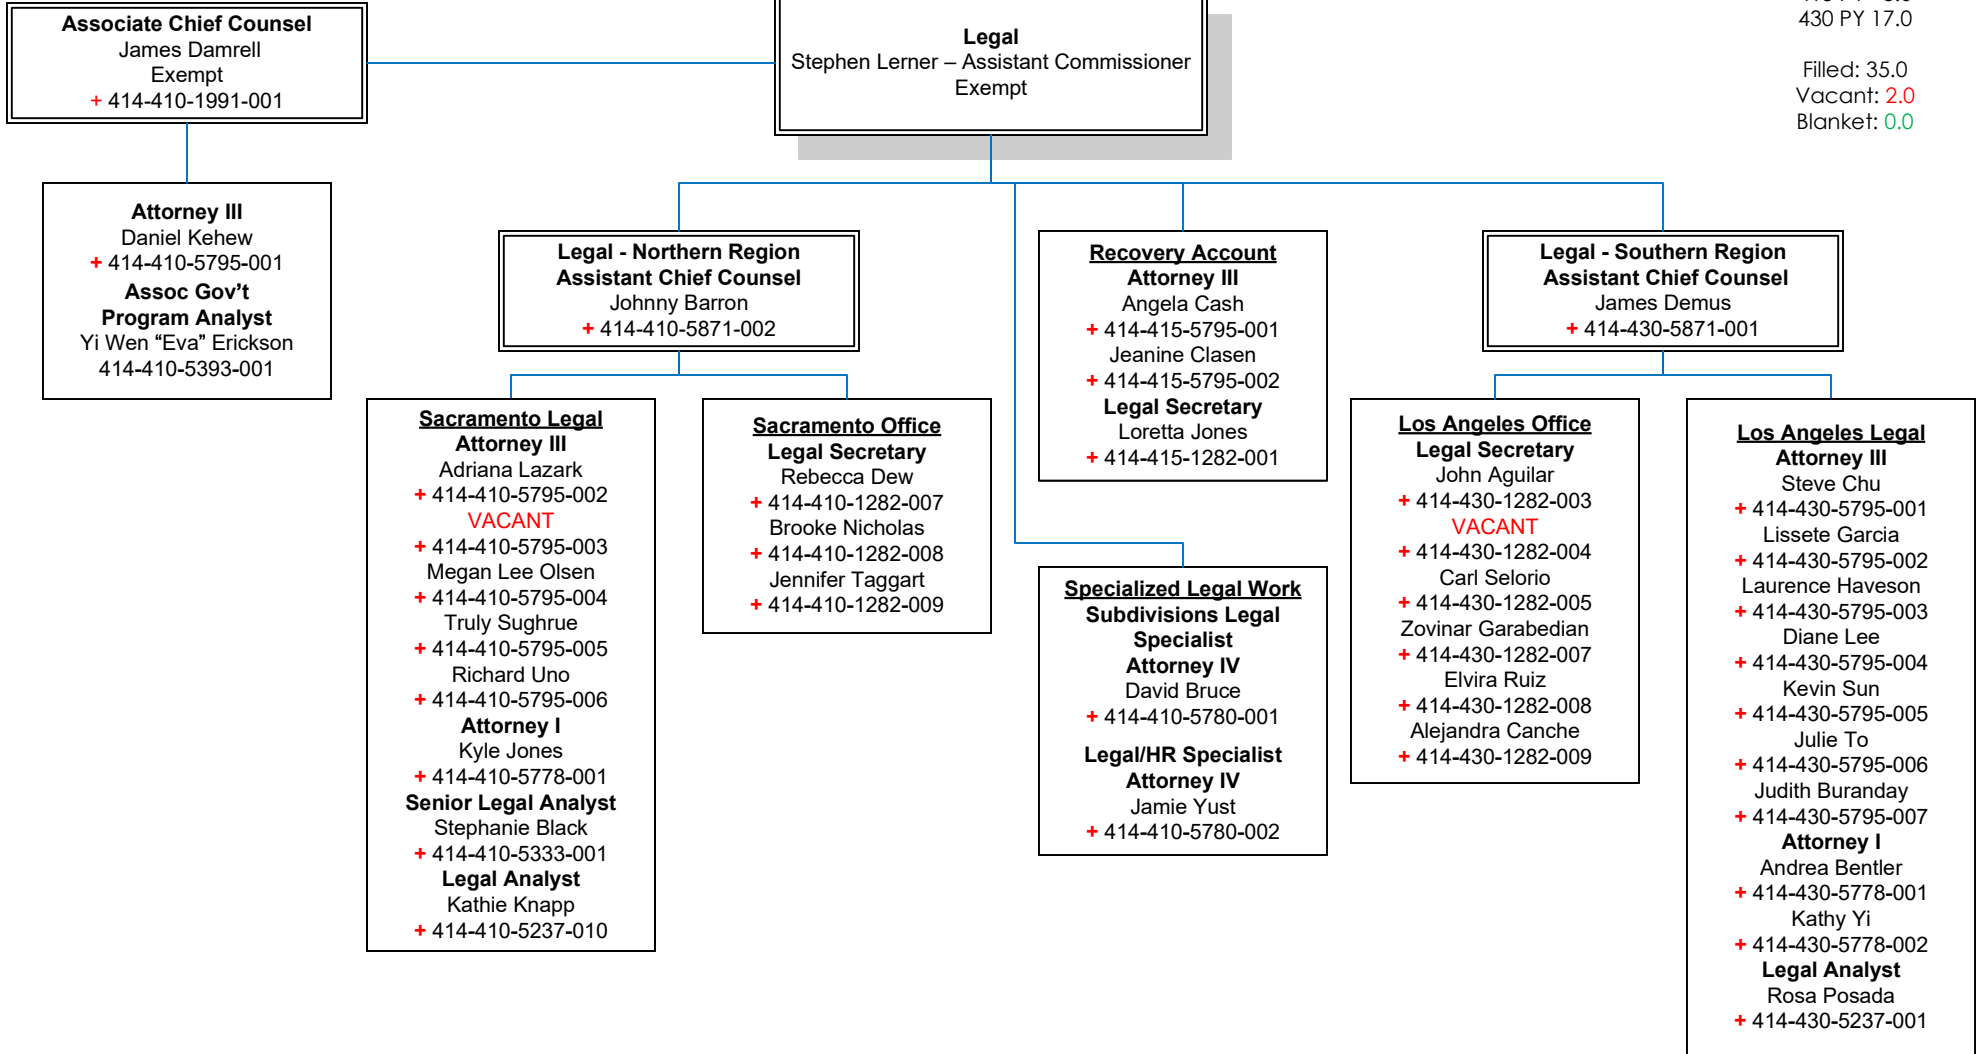 Associate Chief Counsel
James Damrell
Exempt
+ 414-410-1991-001
Legal
Stephen Lerner – Assistant Commissioner
Exempt
430 PY 17.0
Filled: 35.0
Vacant: 2.0
Blanket: 0.0
Attorney III
Daniel Kehew
+ 414-410-5795-001
Assoc Gov’t
Program Analyst
Yi Wen “Eva” Erickson
414-410-5393-001
Legal - Northern Region
Assistant Chief Counsel
Johnny Barron
+ 414-410-5871-002
Recovery Account
Attorney III
Angela Cash
+ 414-415-5795-001
Jeanine Clasen
+ 414-415-5795-002
Legal Secretary
Loretta Jones
+ 414-415-1282-001
Legal - Southern Region
Assistant Chief Counsel
James Demus
+ 414-430-5871-001
Sacramento Legal
Attorney III
Adriana Lazark
+ 414-410-5795-002
VACANT
+ 414-410-5795-003
Megan Lee Olsen
+ 414-410-5795-004
Truly Sughrue
+ 414-410-5795-005
Richard Uno
+ 414-410-5795-006
Attorney I
Kyle Jones
+ 414-410-5778-001
Senior Legal Analyst
Stephanie Black
+ 414-410-5333-001
Legal Analyst
Kathie Knapp
+ 414-410-5237-010
Sacramento Office
Legal Secretary
Rebecca Dew
+ 414-410-1282-007
Brooke Nicholas
+ 414-410-1282-008
Jennifer Taggart
+ 414-410-1282-009
Specialized Legal Work
Subdivisions Legal
Specialist
Attorney IV
David Bruce
+ 414-410-5780-001
Legal/HR Specialist
Attorney IV
Jamie Yust
+ 414-410-5780-002
Los Angeles Office
Legal Secretary
John Aguilar
+ 414-430-1282-003
VACANT
+ 414-430-1282-004
Carl Selorio
+ 414-430-1282-005
Zovinar Garabedian
+ 414-430-1282-007
Elvira Ruiz
+ 414-430-1282-008
Alejandra Canche
+ 414-430-1282-009
Los Angeles Legal
Attorney III
Steve Chu
+ 414-430-5795-001
Lissete Garcia
+ 414-430-5795-002
Laurence Haveson
+ 414-430-5795-003
Diane Lee
+ 414-430-5795-004
Kevin Sun
+ 414-430-5795-005
Julie To
+ 414-430-5795-006
Judith Buranday
+ 414-430-5795-007
Attorney I
Andrea Bentler
+ 414-430-5778-001
Kathy Yi
+ 414-430-5778-002
Legal Analyst
Rosa Posada
+ 414-430-5237-001